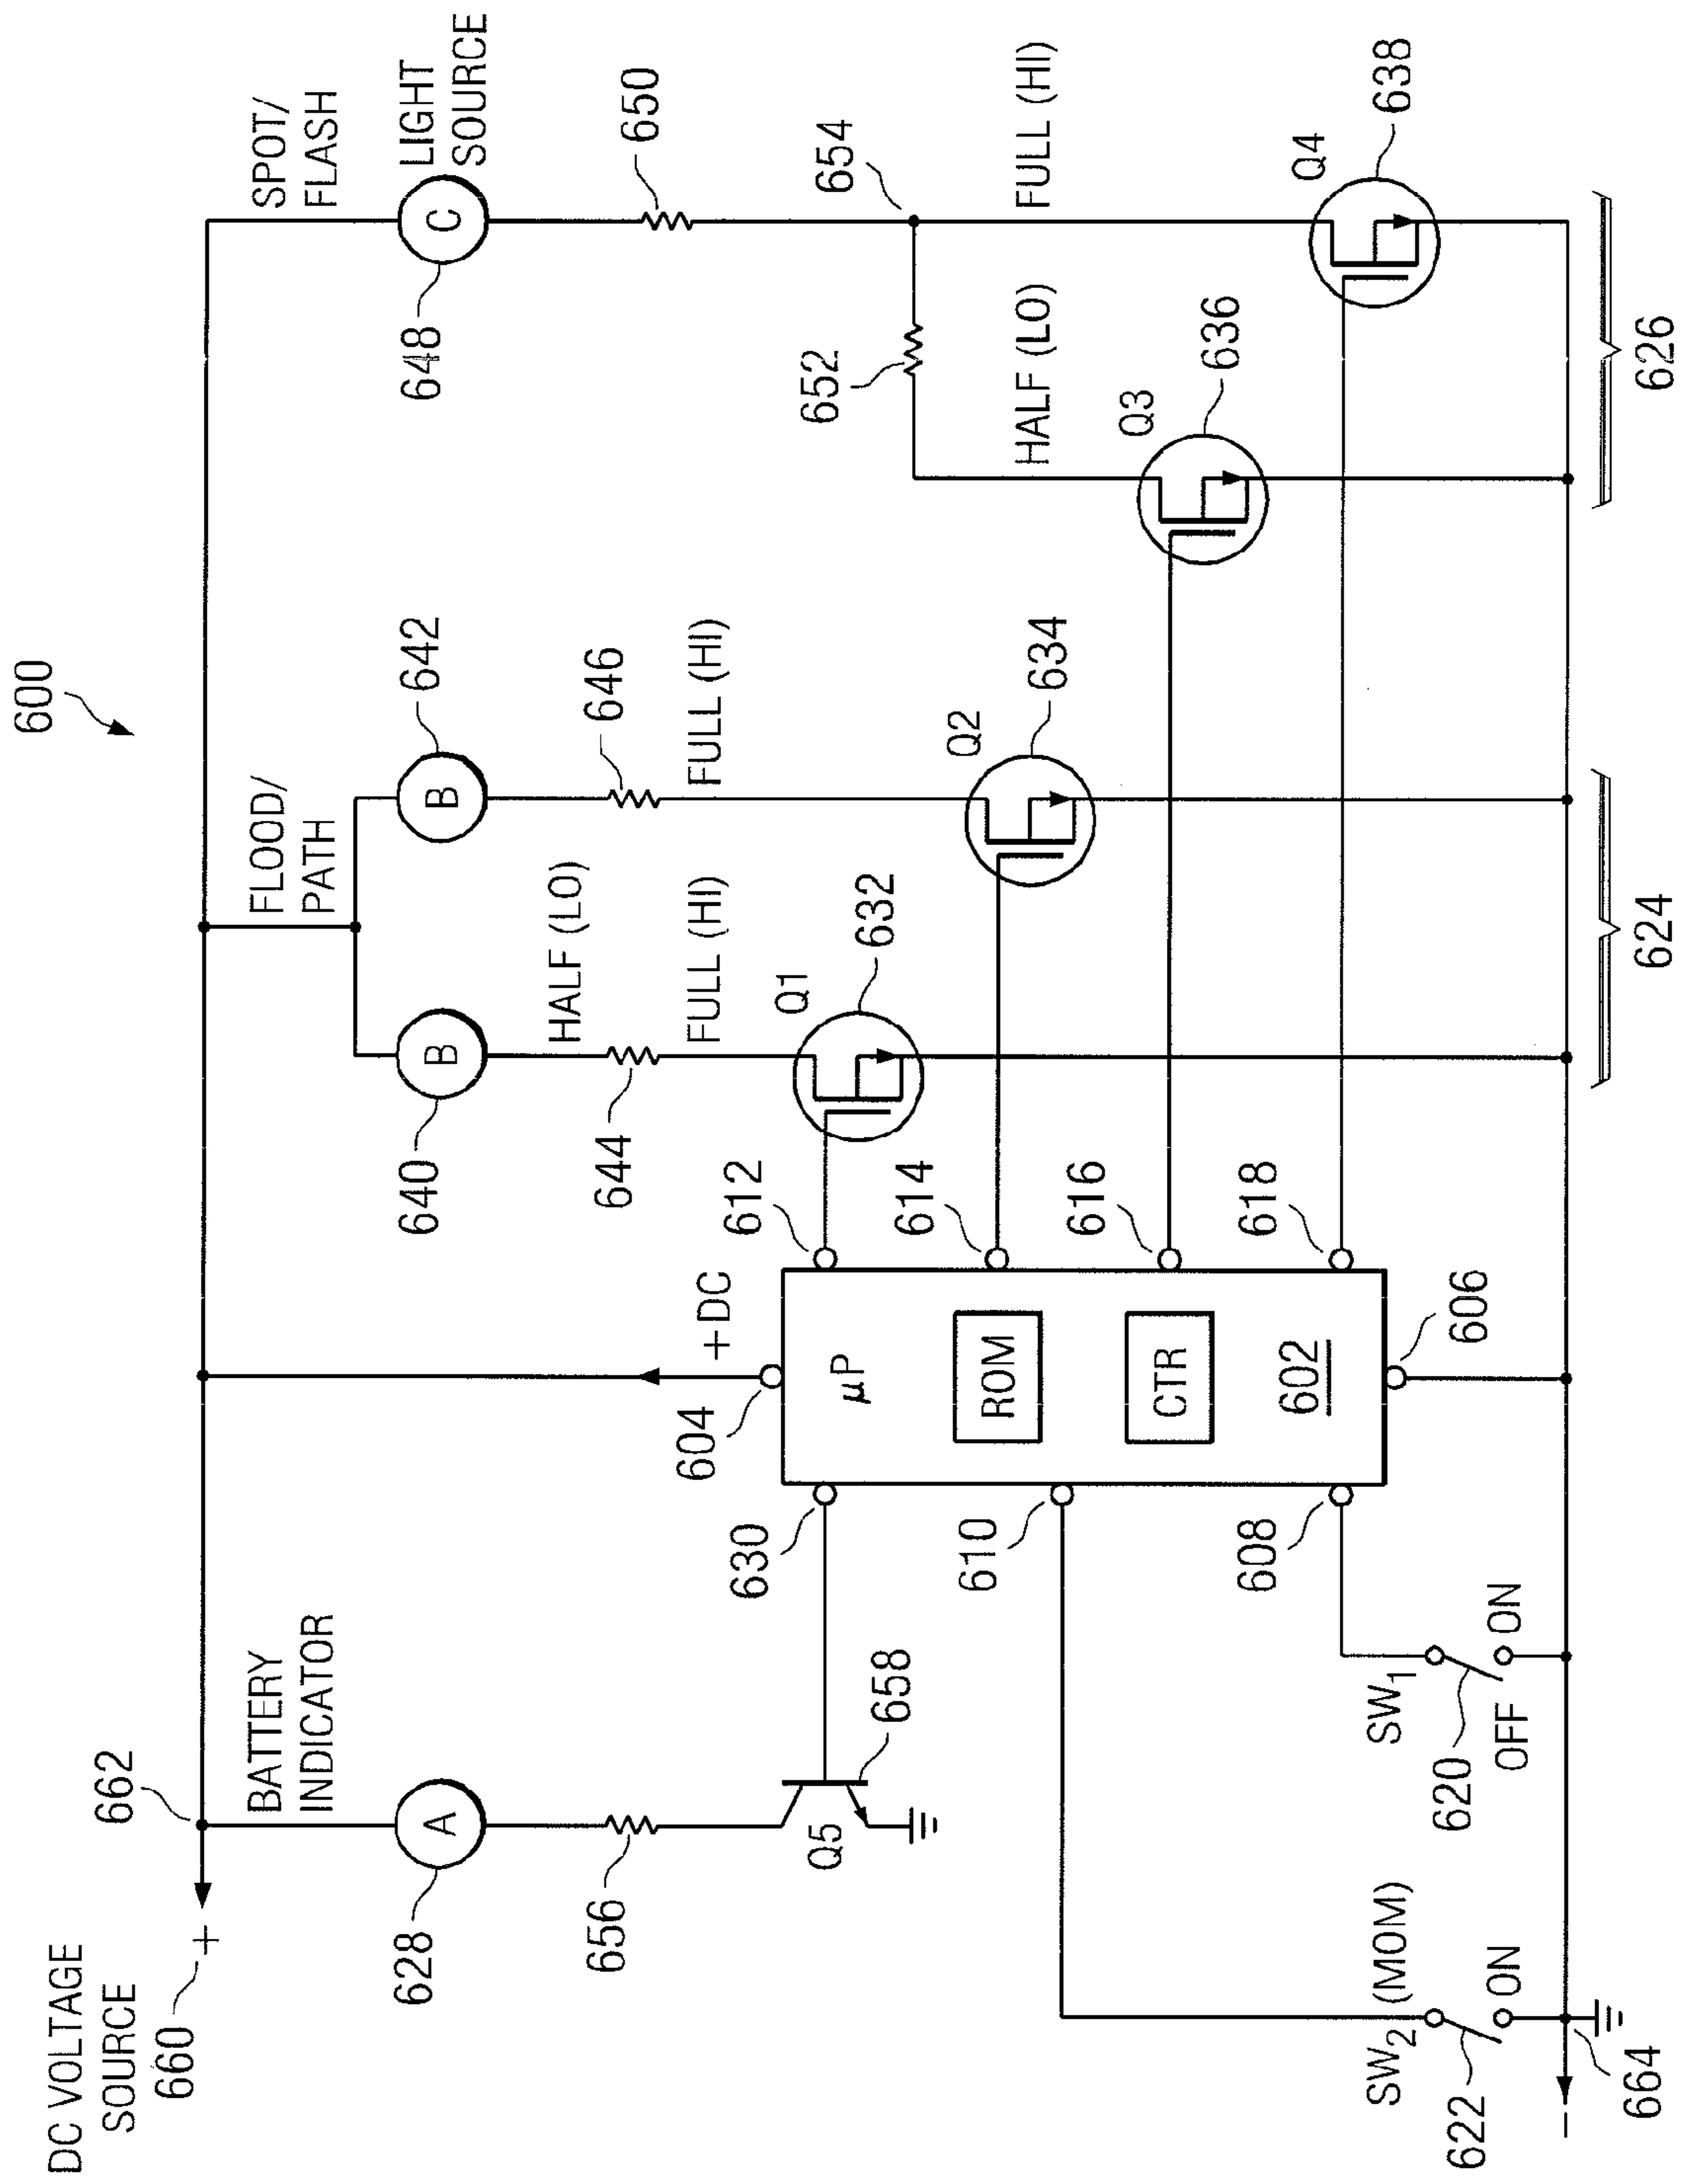 600
DC VOLTAGE
SOURCE
660
+
662
BATTERY
INDICATOR
FLOOD/
PATH
SPOT/
FLASH
A
628
B
640
B
642
C
648
LIGHT
SOURCE
656
644
646
650
HALF (LO)
FULL (HI)
FULL (HI)
604
+DC
630
Q5
658
612
Q1
632
652
654
µP
610
614
Q2
634
HALF (LO)
FULL (HI)
ROM
616
Q3
636
CTR
602
608
618
Q4
638
606
SW2 (MOM)
ON
622
SW1
620
OFF
ON
−
664
624
626